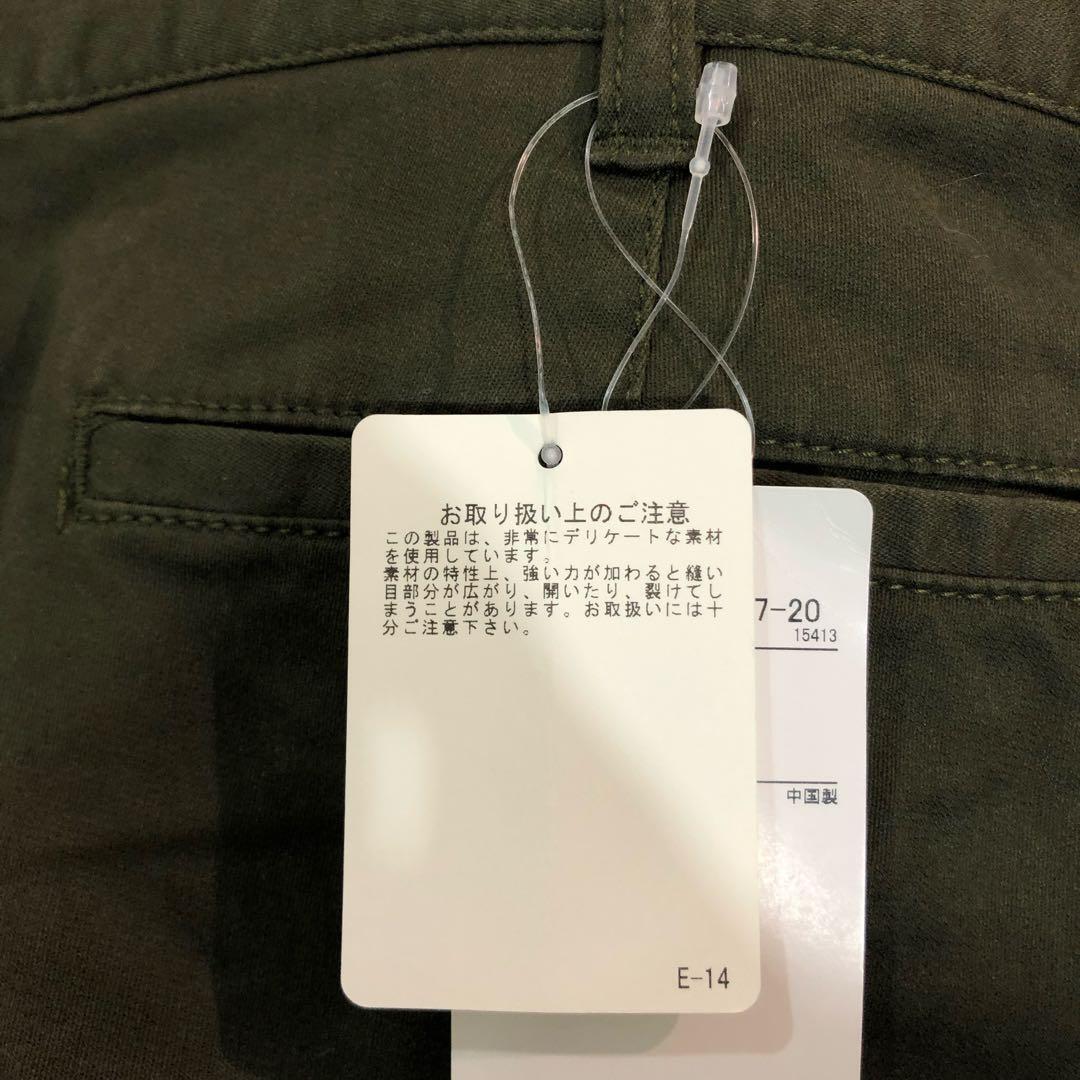 お取り扱い上のご注意
この製品は、非常にデリケートな素材
を使用しています。
素材の特性上、強い力が加わると縫い
目部分が広がり、開いたり、裂けてし
まうことがあります。お取扱いには十
分ご注意下さい。
E-14
7-20
15413
中国製